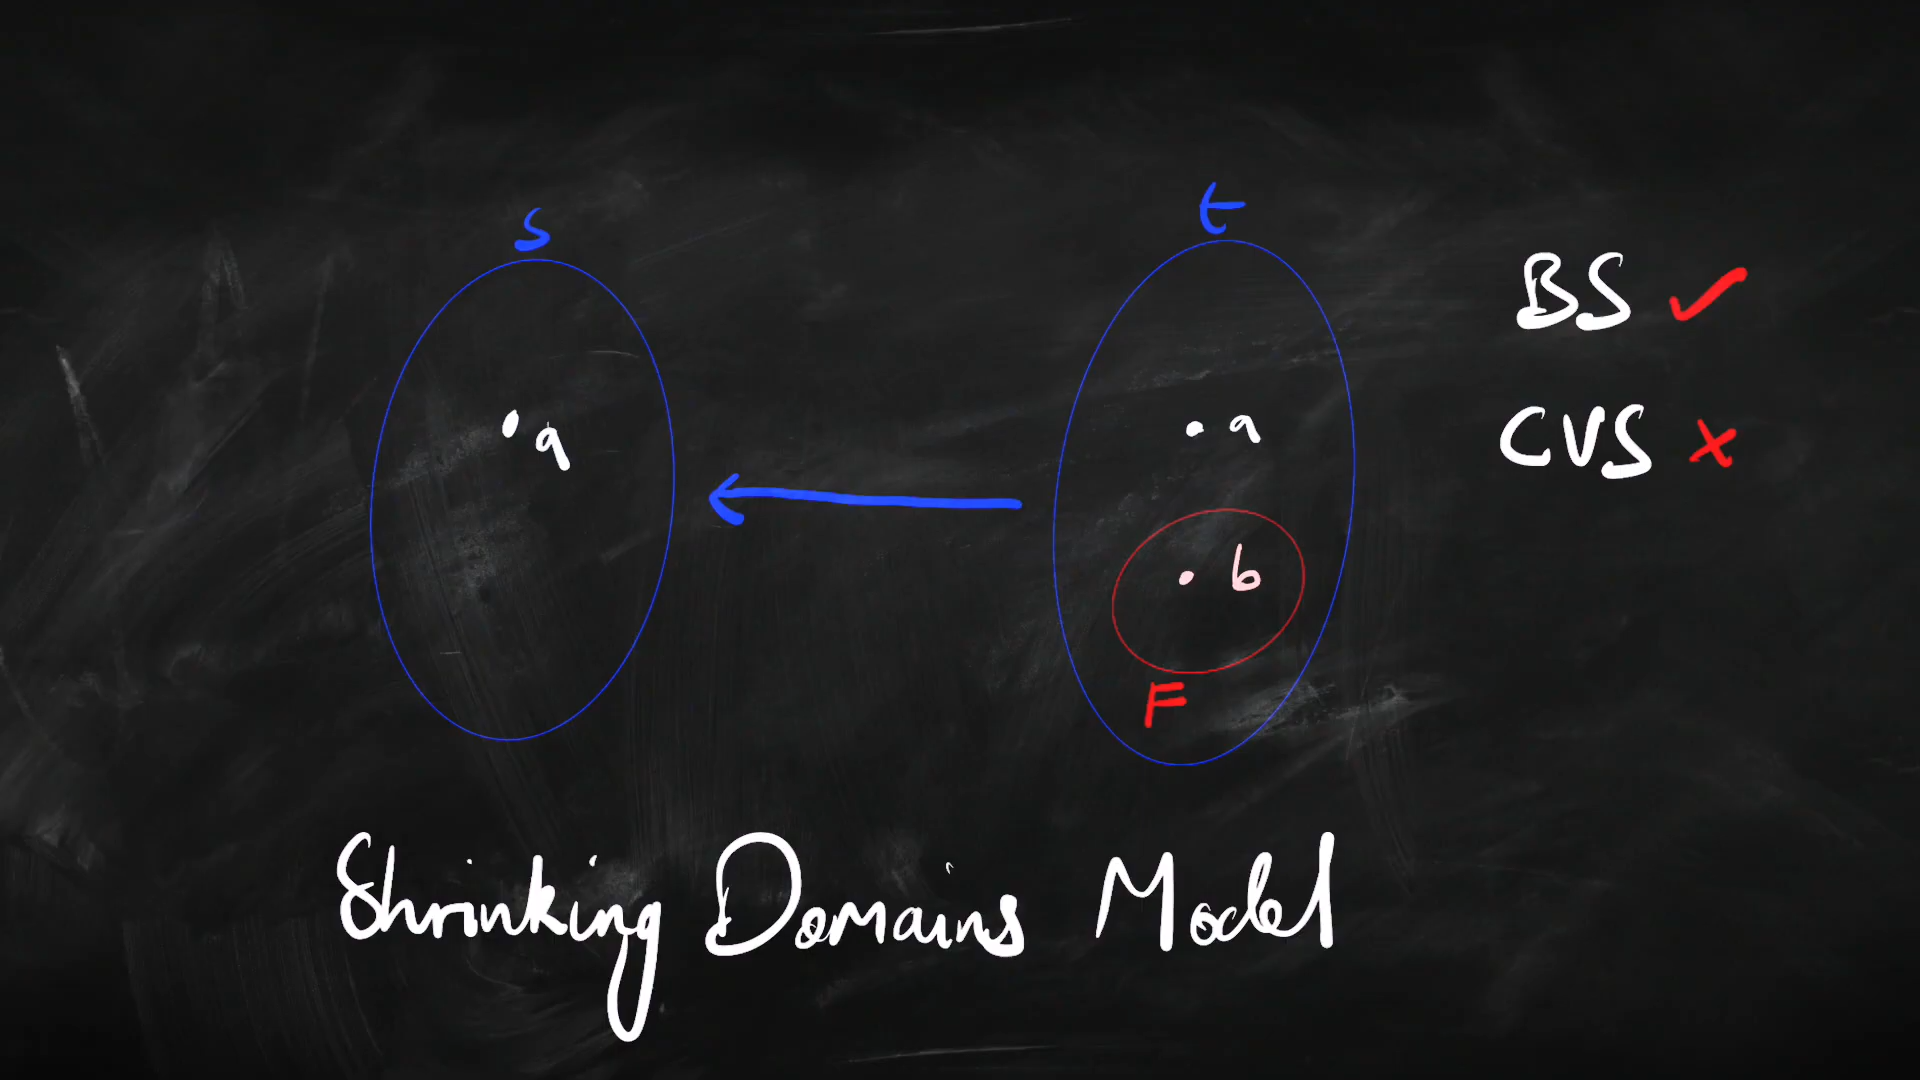 s
t
BS ✓
a
a
CVS ✗
b
F
Shrinking Domains Model